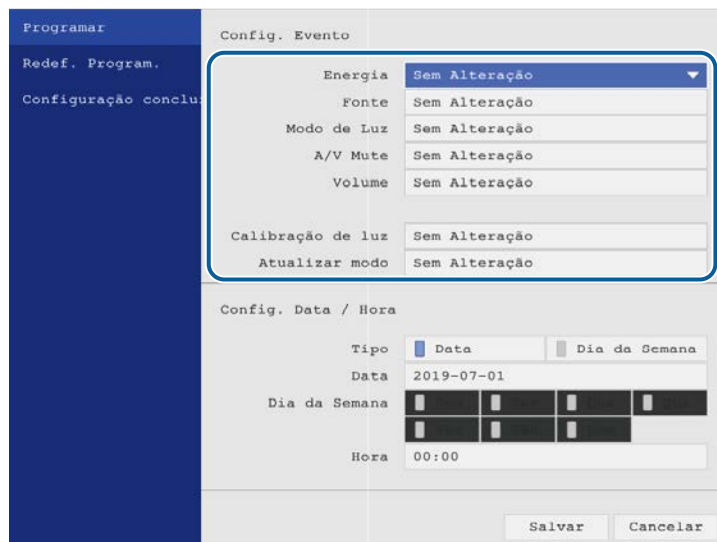 Programar
Redef. Program.
Configuração conclu
Config. Evento
Energia Sem Alteração
Fonte Sem Alteração
Modo de Luz Sem Alteração
A/V Mute Sem Alteração
Volume Sem Alteração
Calibração de luz Sem Alteração
Atualizar modo Sem Alteração
Config. Data / Hora
Tipo Data Dia da Semana
Data 2019-07-01
Dia da Semana
Hora 00:00
Salvar Cancelar